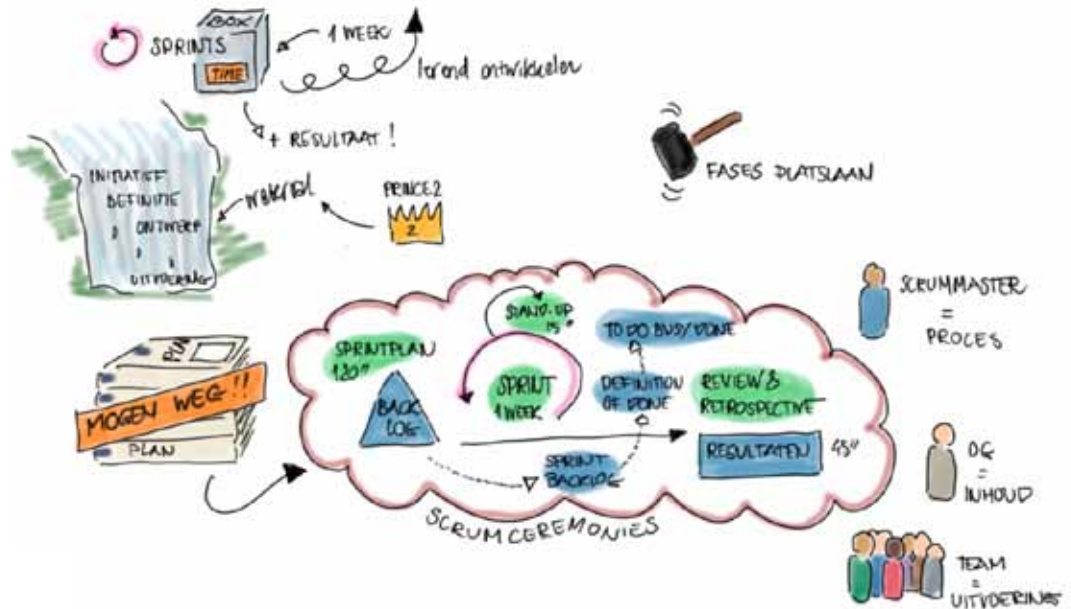 SPRINTS
BOX
TIME
1 WEEK
lerend ontwikkelen
+ RESULTAAT!
INITIATIEF
DEFINITIE
ONTWERP
UITVOERING
WATERVAL
PRINCE2
2
FASES PLATSLAAN
MOGEN WEG!!
PLAN
SPRINTPLAN
120"
BACK
LOG
STAND-UP
15"
SPRINT
1 WEEK
TO DO BUSY DONE
DEFINITION
OF DONE
SPRINT
BACKLOG
REVIEW &
RETROSPECTIVE
RESULTATEN
45"
SCRUMCEREMONIES
SCRUMMASTER
=
PROCES
OG
=
INHOUD
TEAM
=
UITVOERING